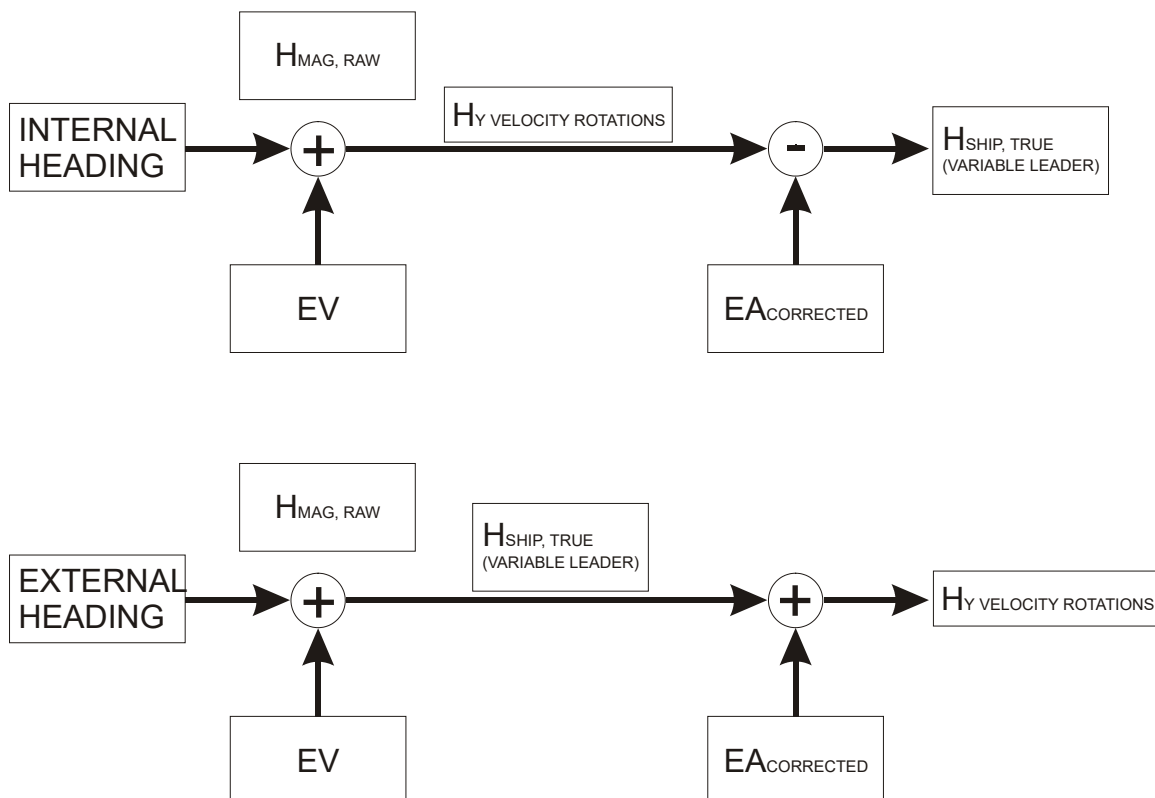 HMAG, RAW
INTERNAL
HEADING
+
HY VELOCITY ROTATIONS
-
HSHIP, TRUE
(VARIABLE LEADER)
EV
EACORRECTED
HMAG, RAW
EXTERNAL
HEADING
+
HSHIP, TRUE
(VARIABLE LEADER)
+
HY VELOCITY ROTATIONS
EV
EACORRECTED